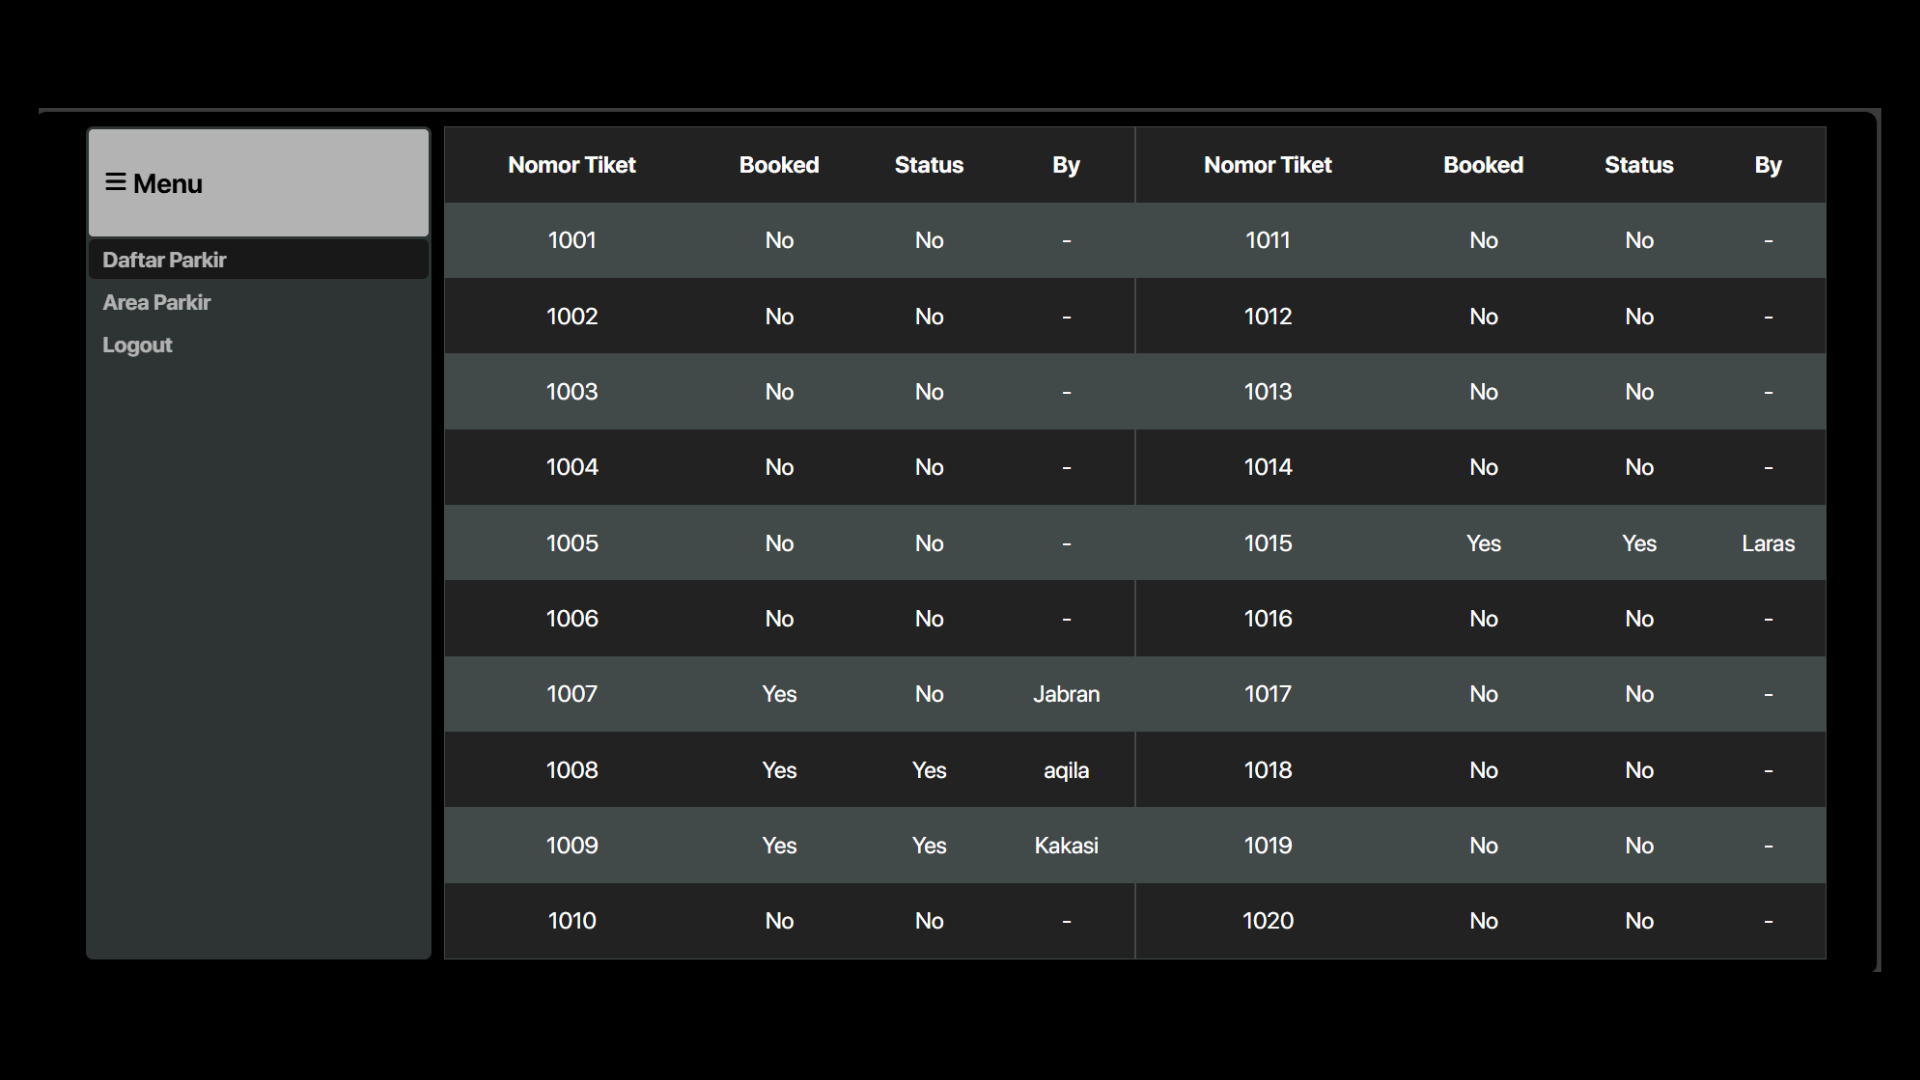 ☰ Menu
Daftar Parkir
Area Parkir
Logout
Nomor Tiket Booked Status By Nomor Tiket Booked Status By
1001 No No - 1011 No No -
1002 No No - 1012 No No -
1003 No No - 1013 No No -
1004 No No - 1014 No No -
1005 No No - 1015 Yes Yes Laras
1006 No No - 1016 No No -
1007 Yes No Jabran 1017 No No -
1008 Yes Yes aqila 1018 No No -
1009 Yes Yes Kakasi 1019 No No -
1010 No No - 1020 No No -